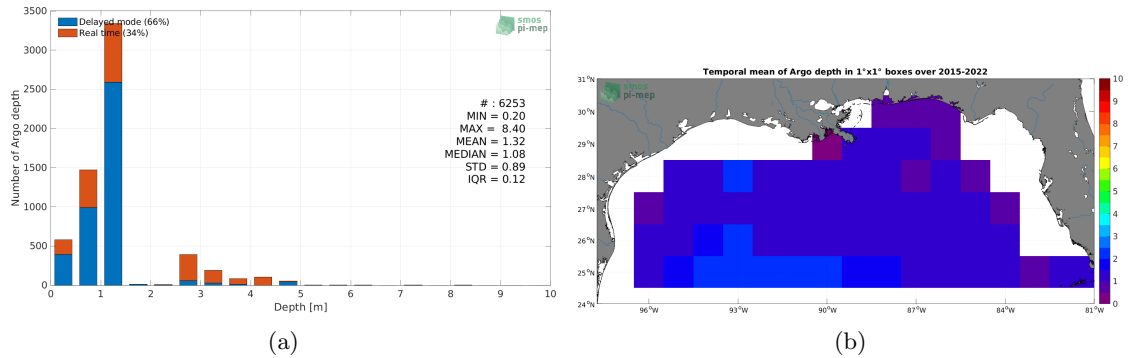 Delayed mode (66%)
Real time (34%)
smos
pi-mep
# : 6253
MIN = 0.20
MAX = 8.40
MEAN = 1.32
MEDIAN = 1.08
STD = 0.89
IQR = 0.12
3500
3000
2500
2000
1500
1000
500
0
Number of Argo depth
0 1 2 3 4 5 6 7 8 9 10
Depth [m]
(a)
Temporal mean of Argo depth in 1°x1° boxes over 2015-2022
smos
pi-mep
31°N
30°N
29°N
28°N
27°N
26°N
25°N
24°N
96°W 93°W 90°W 87°W 84°W 81°W
10
9
8
7
6
5
4
3
2
1
0
(b)